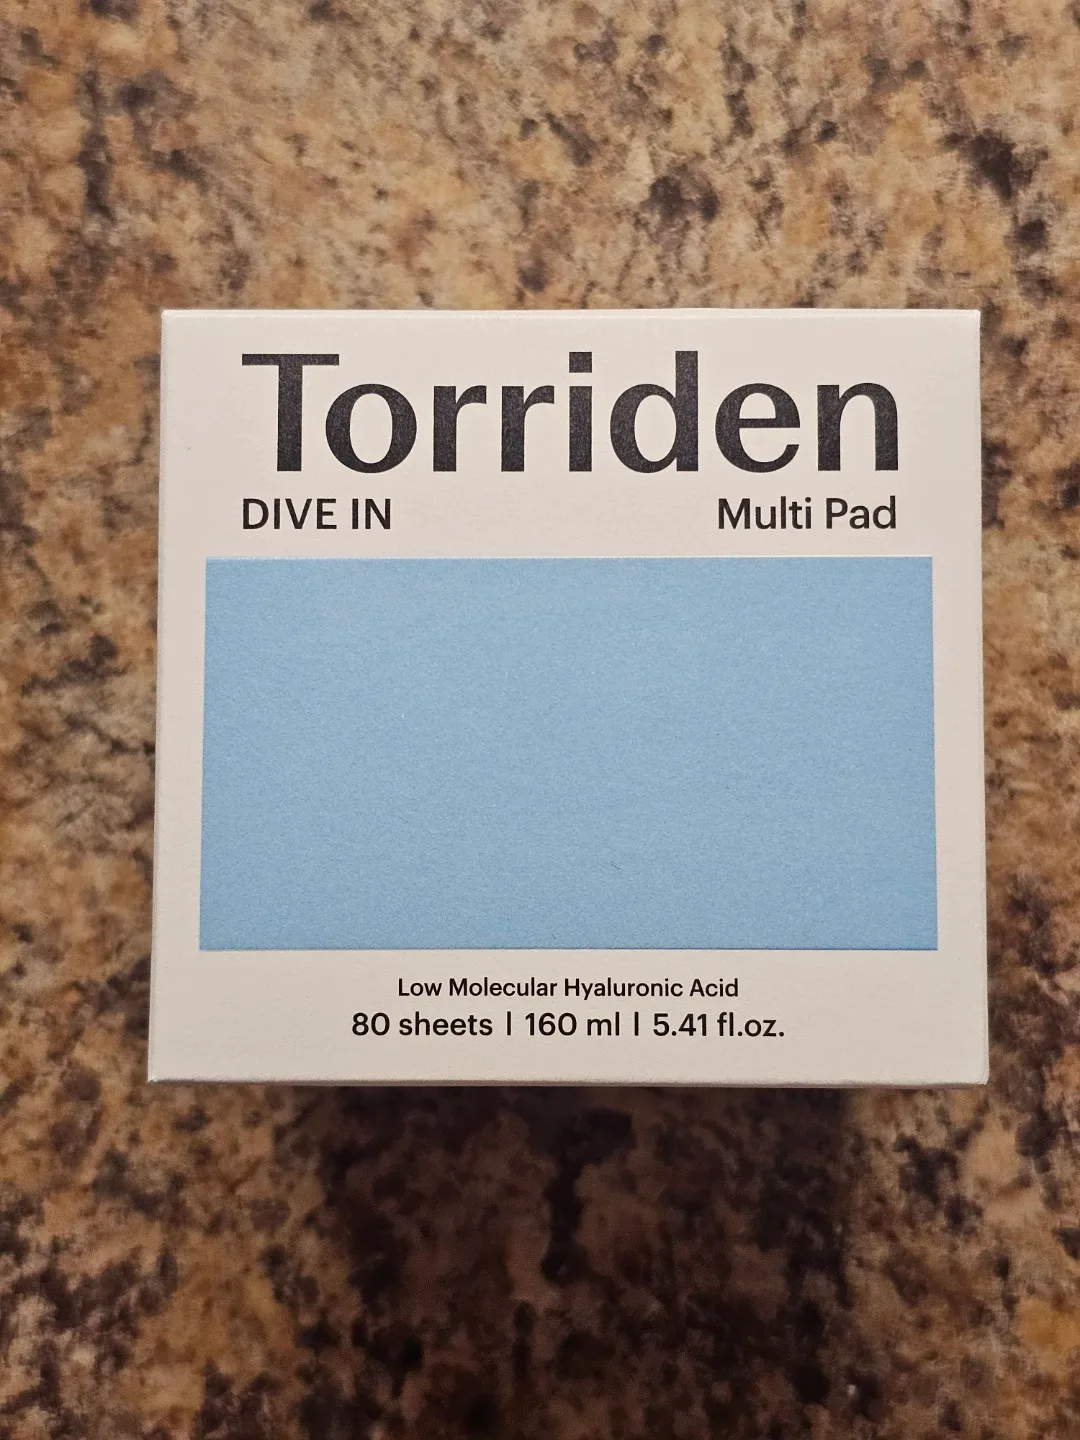 Torriden
DIVE IN Multi Pad
Low Molecular Hyaluronic Acid
80 sheets | 160 ml | 5.41 fl.oz.